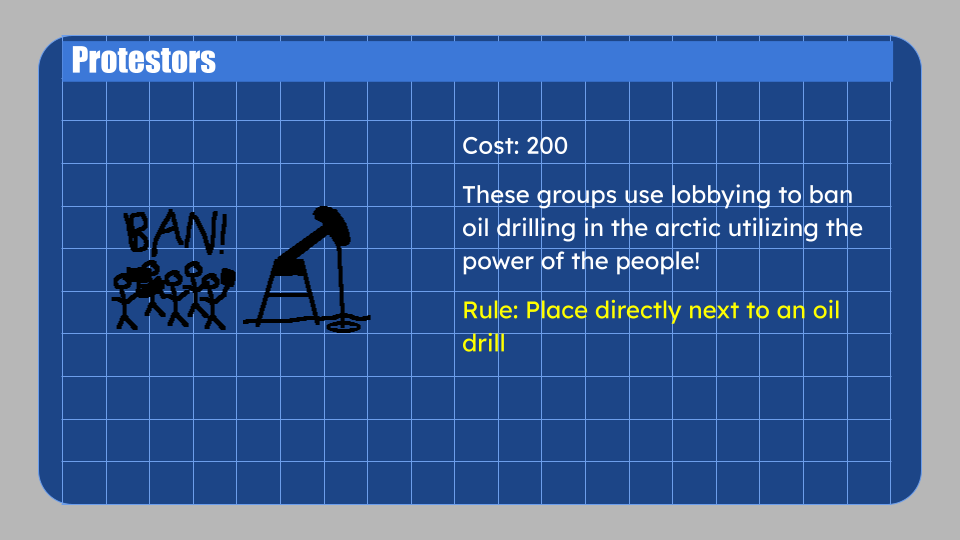 Protestors
Cost: 200
These groups use lobbying to ban
oil drilling in the arctic utilizing the
power of the people!
Rule: Place directly next to an oil
drill
BAN!